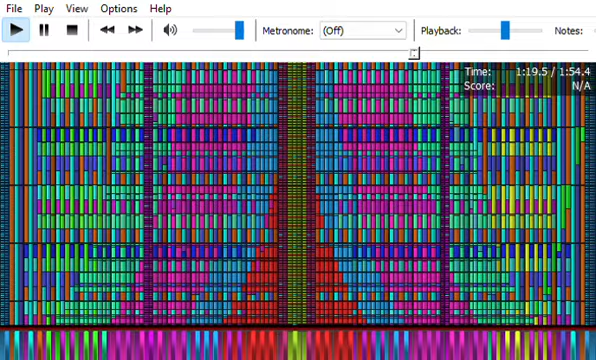 File Play View Options Help
Metronome: (Off) Playback: Notes:
Time: 1:19.5 / 1:54.4
Score: N/A